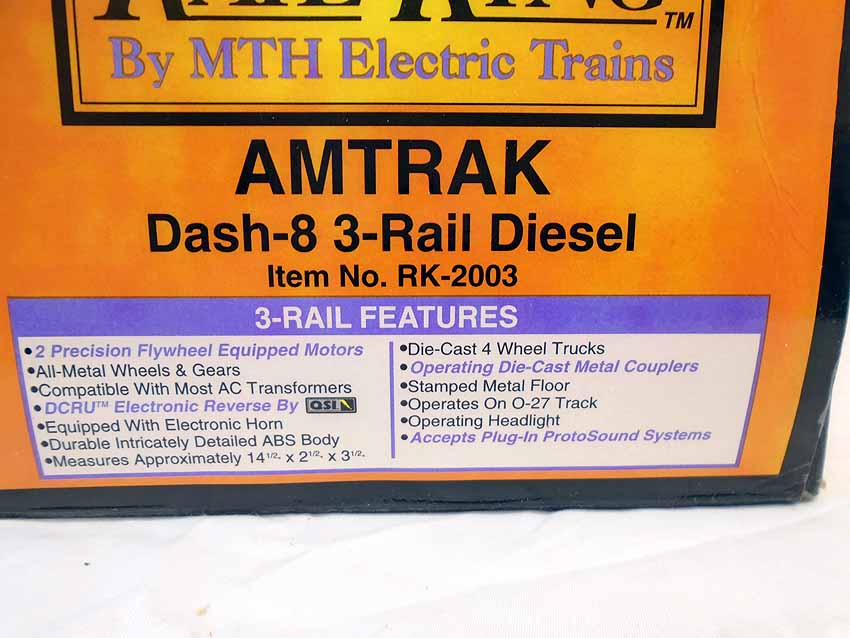 RAIL KING™
By MTH Electric Trains
AMTRAK
Dash-8 3-Rail Diesel
Item No. RK-2003
3-RAIL FEATURES
•2 Precision Flywheel Equipped Motors
•All-Metal Wheels & Gears
•Compatible With Most AC Transformers
•DCRU™ Electronic Reverse By QSI
•Equipped With Electronic Horn
•Durable Intricately Detailed ABS Body
•Measures Approximately 14 1/2" x 2 1/2" x 3 1/2"
•Die-Cast 4 Wheel Trucks
•Operating Die-Cast Metal Couplers
•Stamped Metal Floor
•Operates On O-27 Track
•Operating Headlight
•Accepts Plug-In ProtoSound Systems